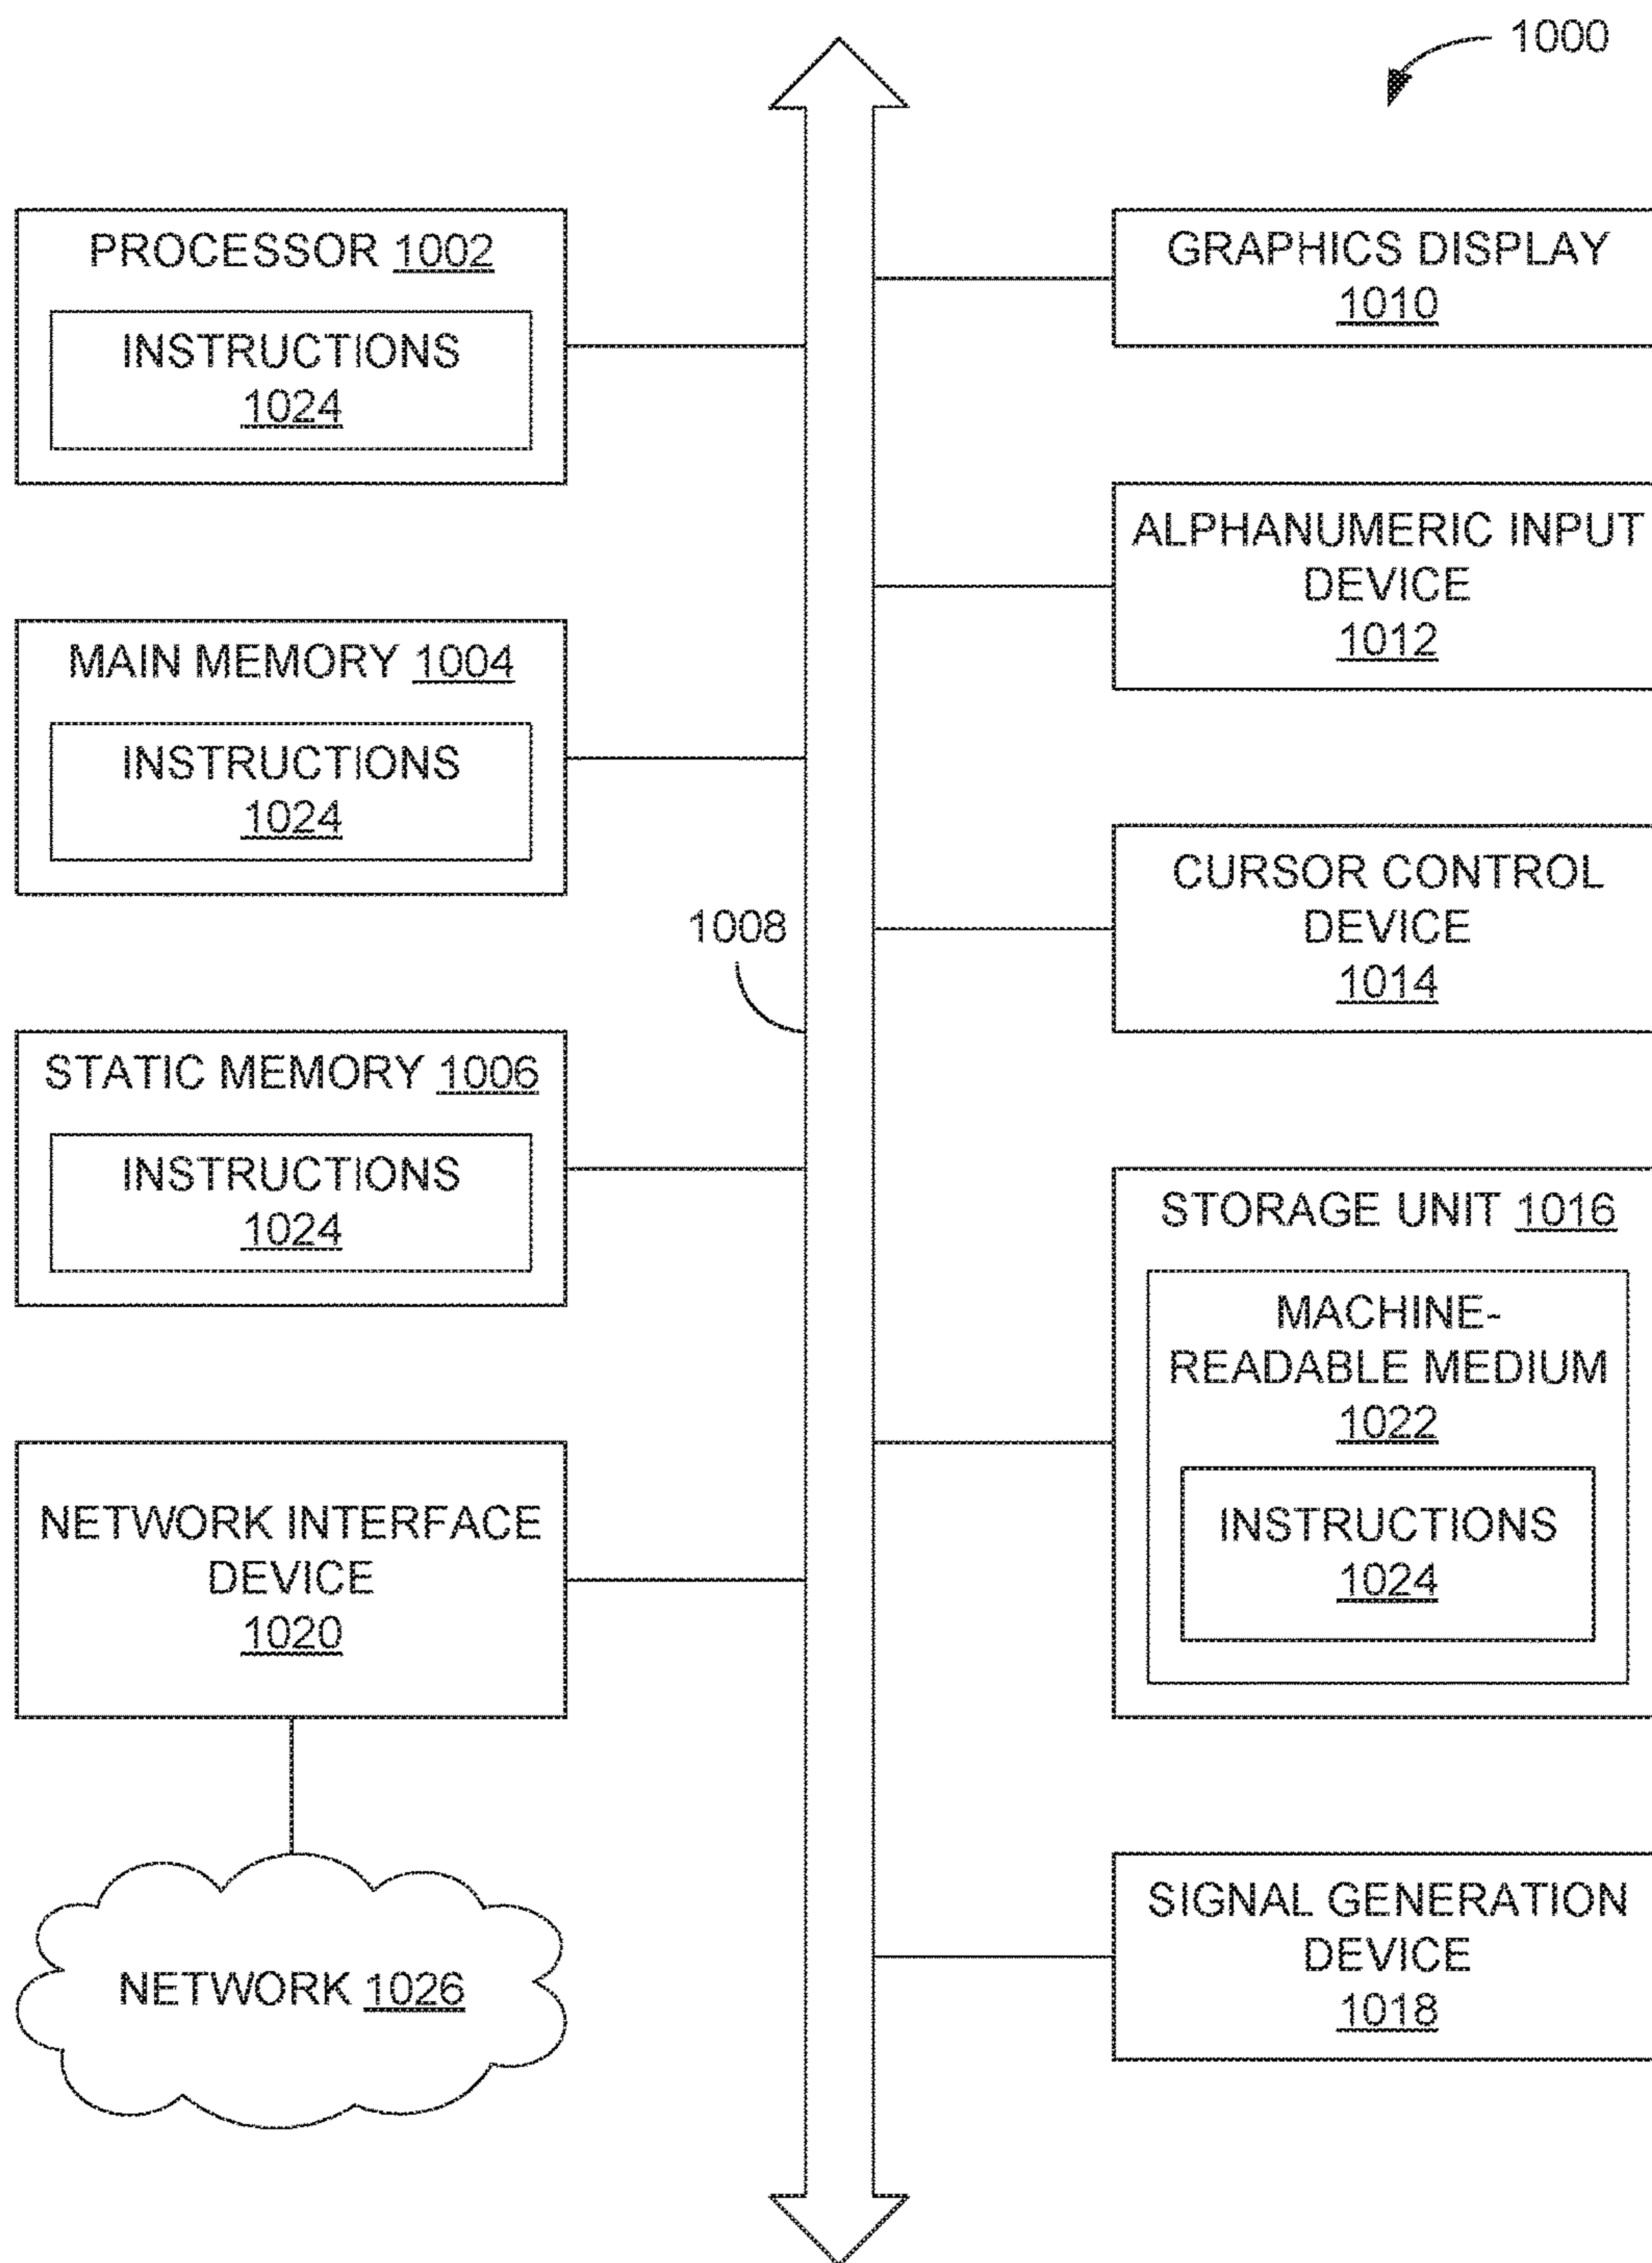 1000
PROCESSOR 1002
INSTRUCTIONS
1024
MAIN MEMORY 1004
INSTRUCTIONS
1024
1008
STATIC MEMORY 1006
INSTRUCTIONS
1024
NETWORK INTERFACE
DEVICE
1020
NETWORK 1026
GRAPHICS DISPLAY
1010
ALPHANUMERIC INPUT
DEVICE
1012
CURSOR CONTROL
DEVICE
1014
STORAGE UNIT 1016
MACHINE-
READABLE MEDIUM
1022
INSTRUCTIONS
1024
SIGNAL GENERATION
DEVICE
1018